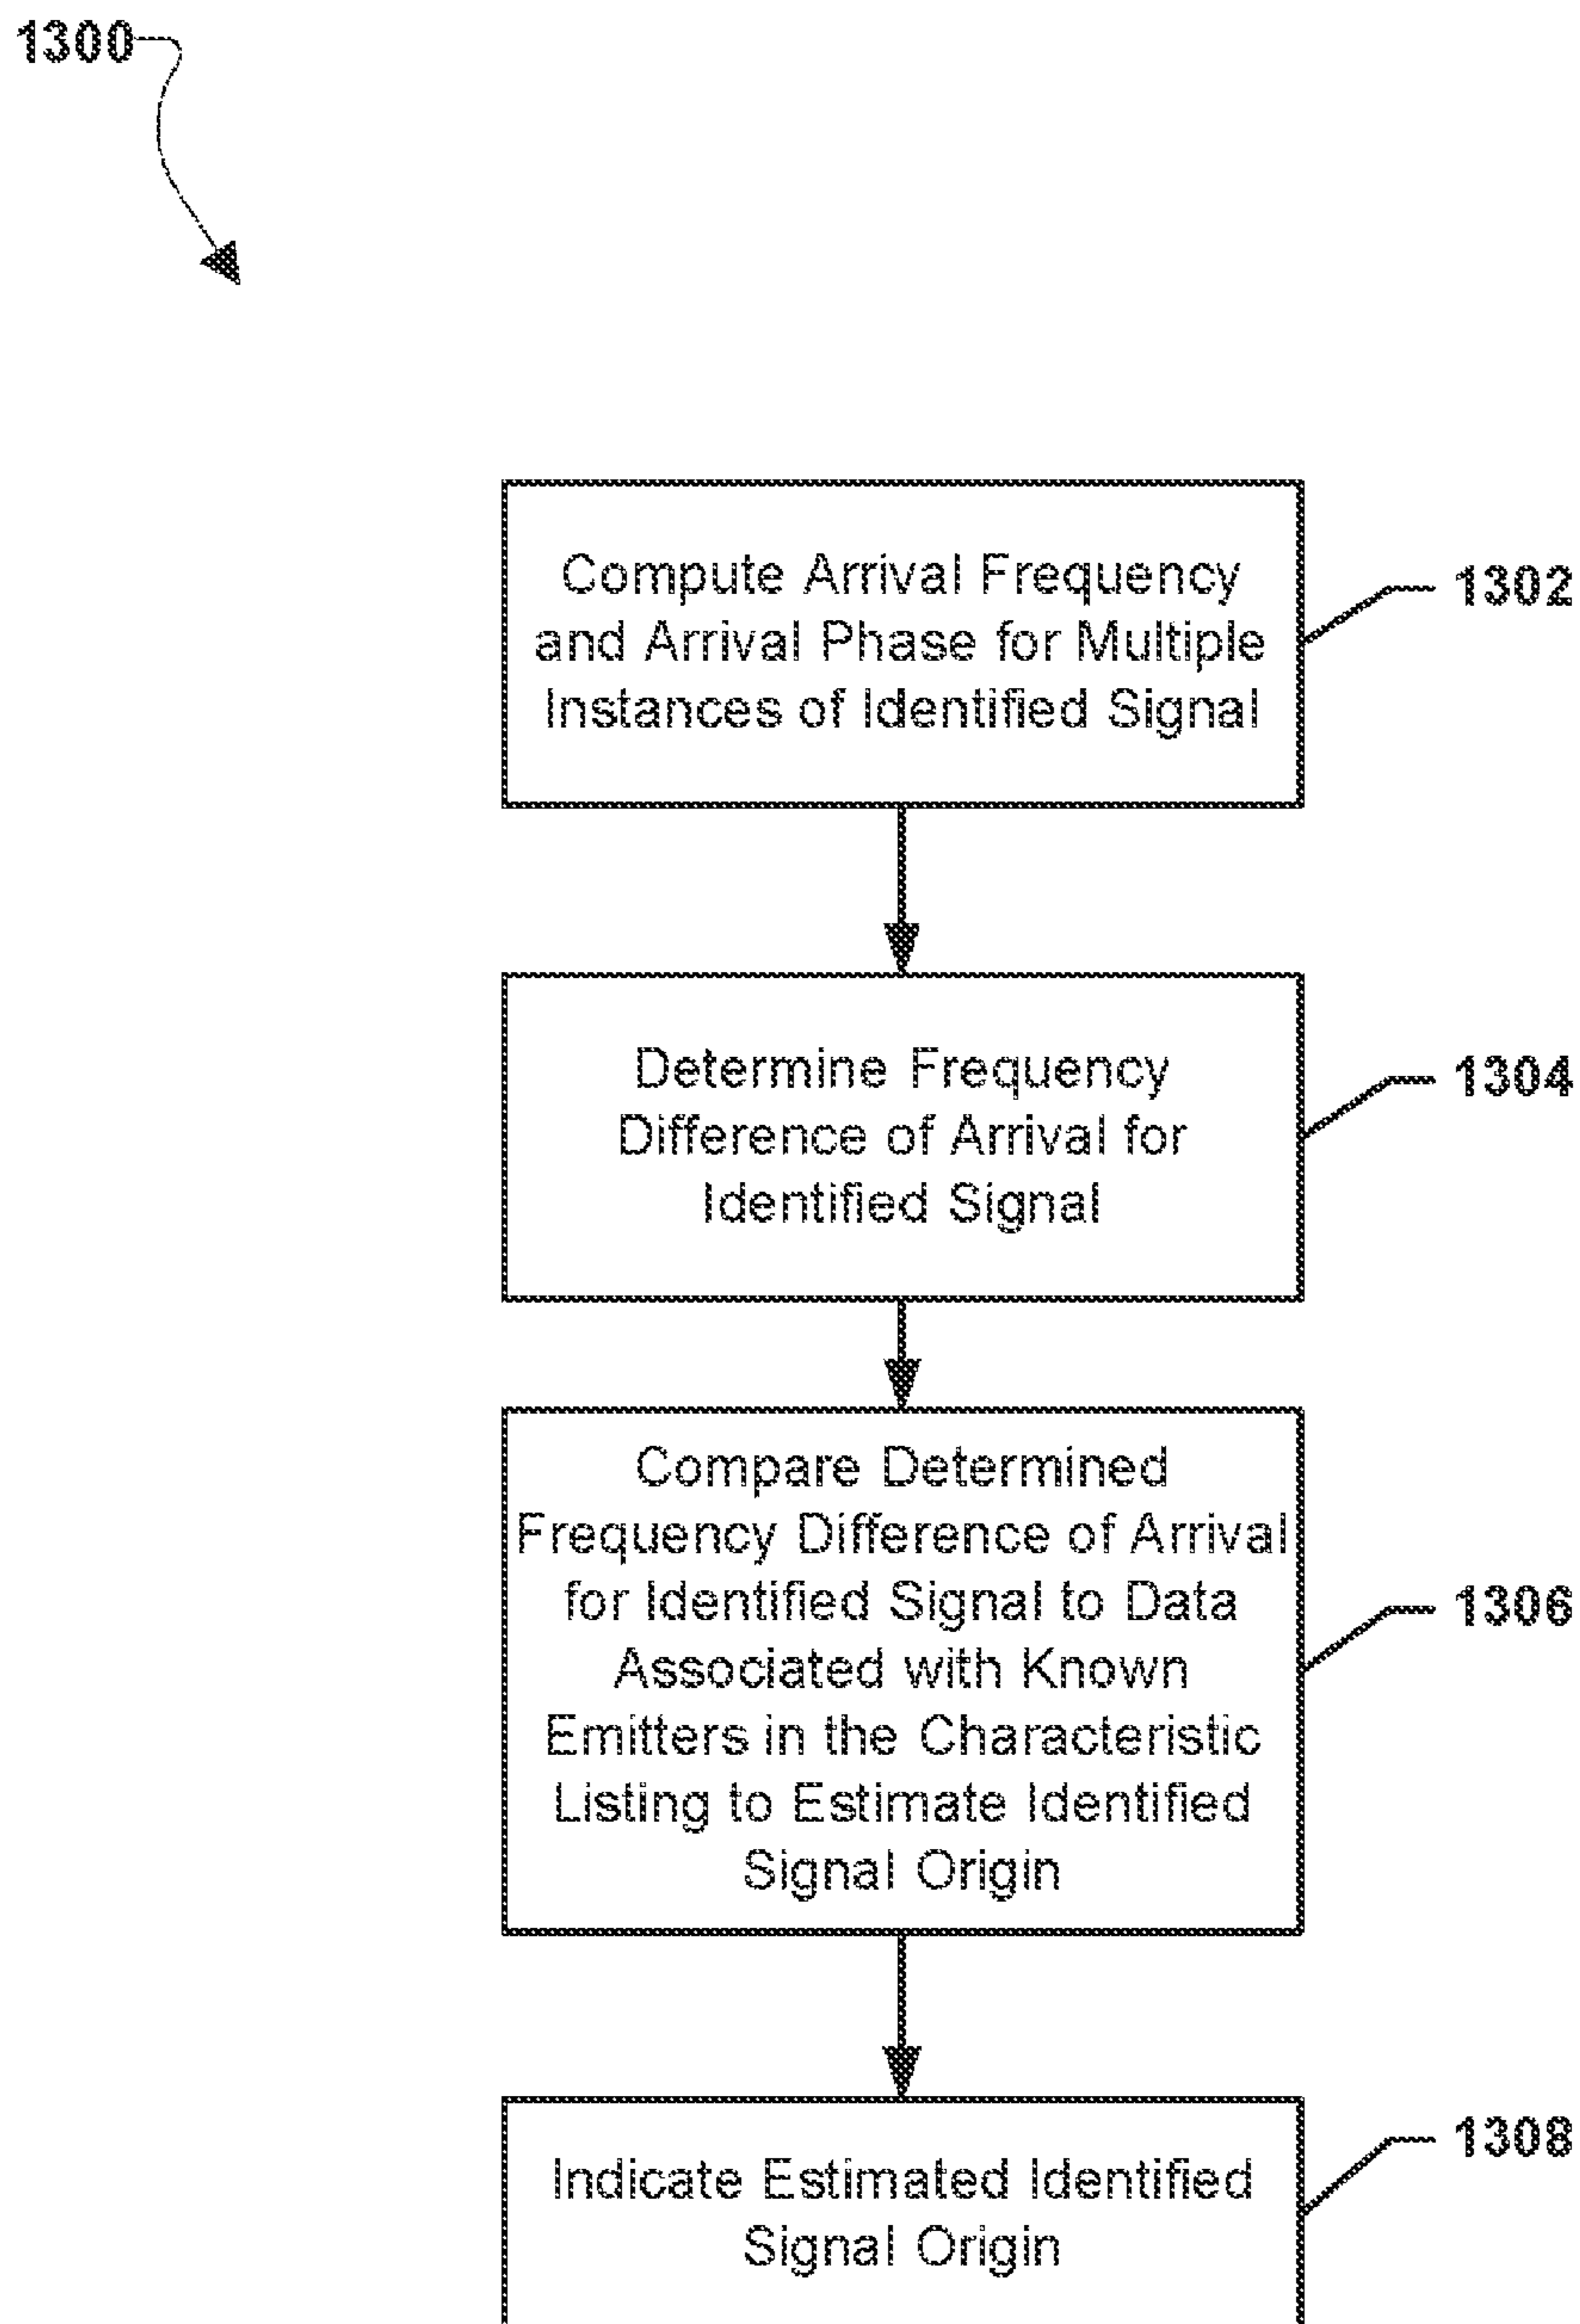 1300
Compute Arrival Frequency
and Arrival Phase for Multiple
Instances of Identified Signal
1302
Determine Frequency
Difference of Arrival for
Identified Signal
1304
Compare Determined
Frequency Difference of Arrival
for Identified Signal to Data
Associated with Known
Emitters in the Characteristic
Listing to Estimate Identified
Signal Origin
1306
Indicate Estimated Identified
Signal Origin
1308